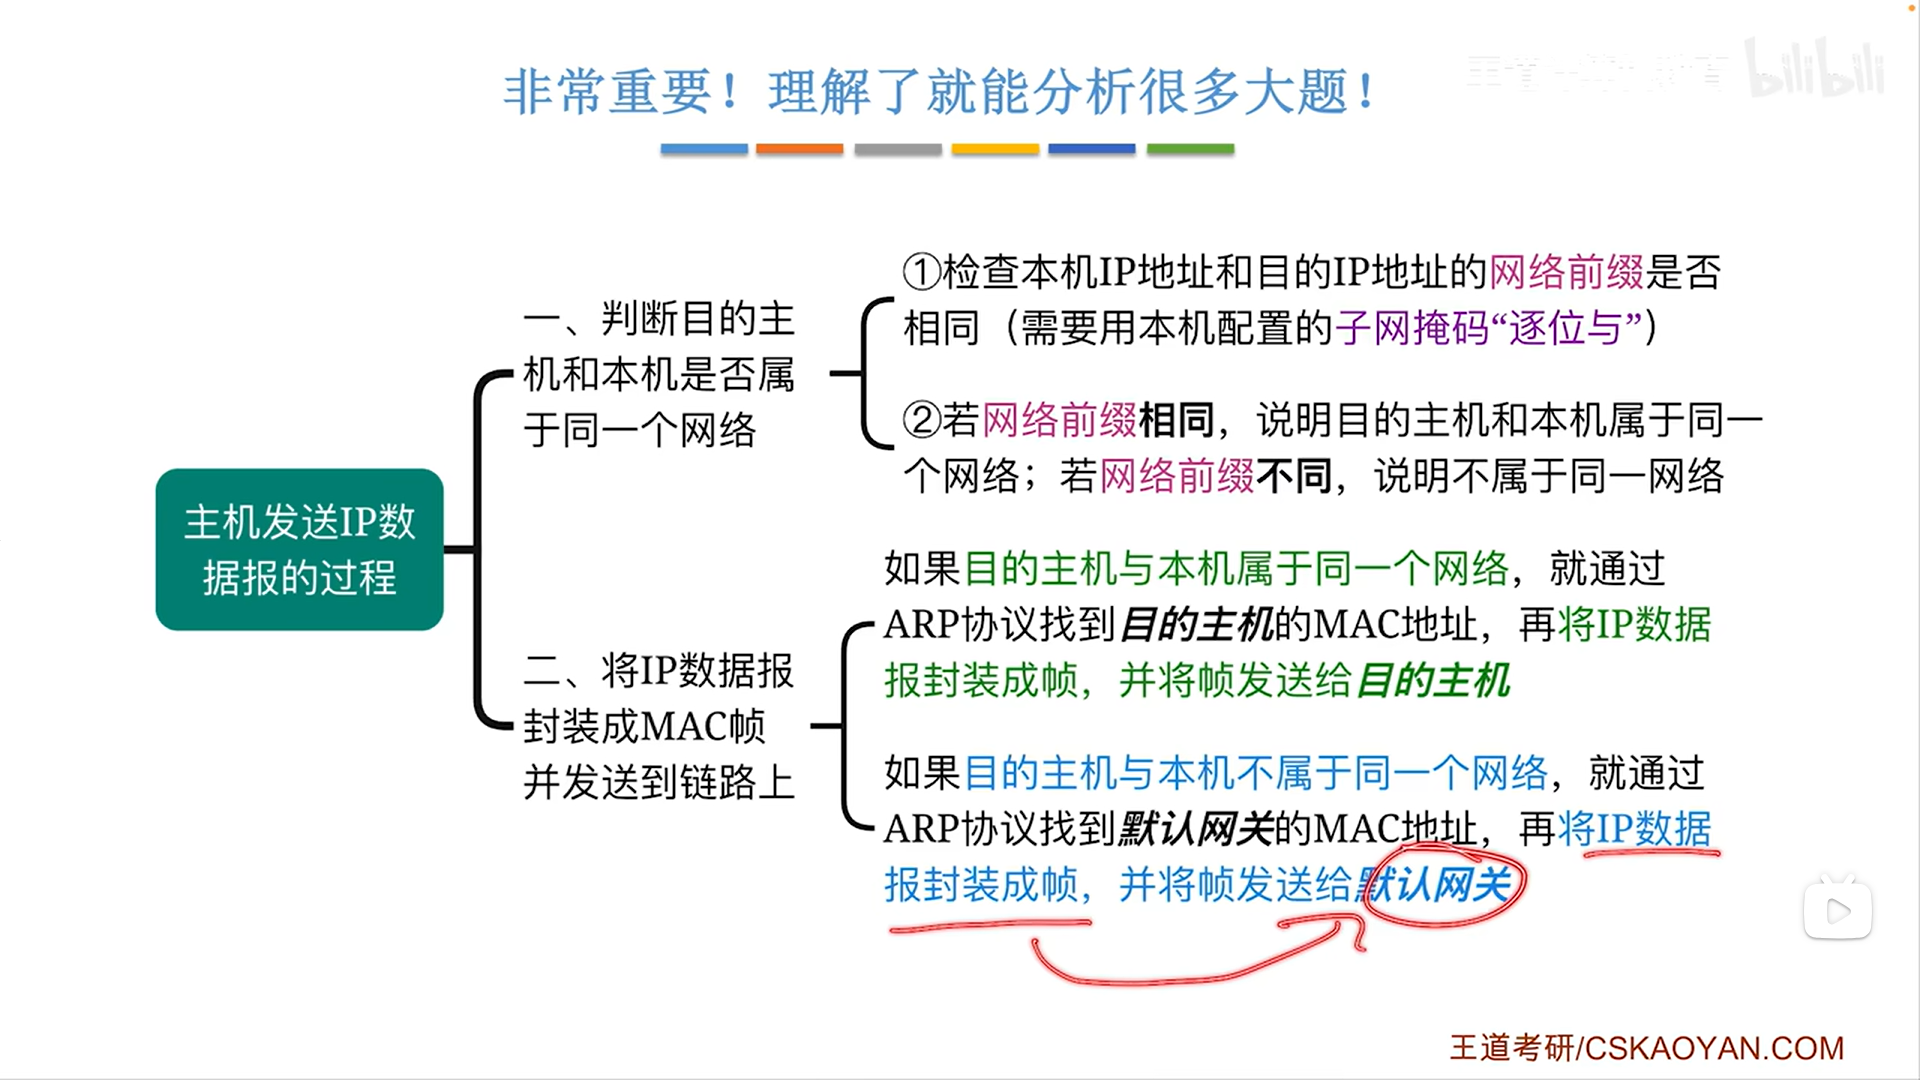 非常重要！理解了就能分析很多大题！
bilibili
主机发送IP数
据报的过程
一、判断目的主
机和本机是否属
于同一个网络
①检查本机IP地址和目的IP地址的网络前缀是否
相同（需要用本机配置的子网掩码“逐位与”）
②若网络前缀相同，说明目的主机和本机属于同一
个网络；若网络前缀不同，说明不属于同一网络
二、将IP数据报
封装成MAC帧
并发送到链路上
如果目的主机与本机属于同一个网络，就通过
ARP协议找到目的主机的MAC地址，再将IP数据
报封装成帧，并将帧发送给目的主机
如果目的主机与本机不属于同一个网络，就通过
ARP协议找到默认网关的MAC地址，再将IP数据
报封装成帧，并将帧发送给默认网关
王道考研/CSKAOYAN.COM